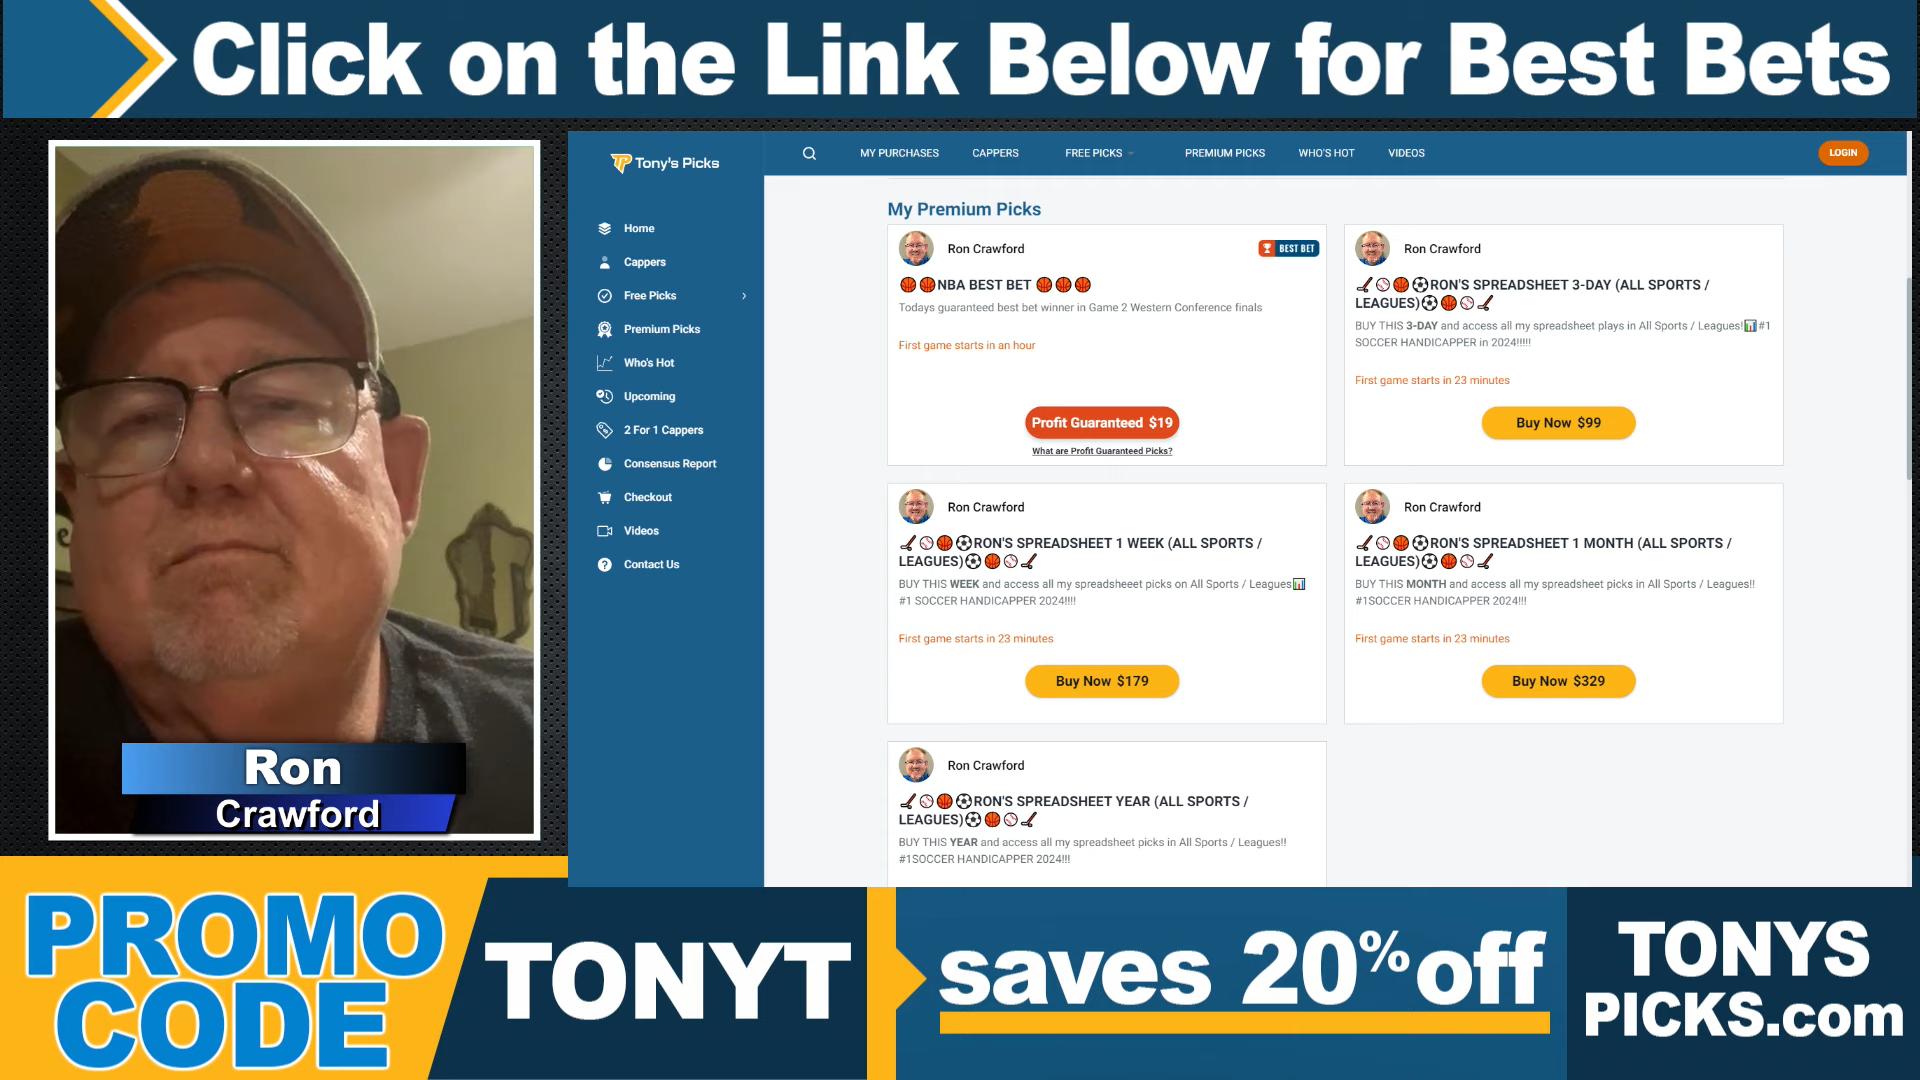 Click on the Link Below for Best Bets
Tony's Picks
MY PURCHASES CAPPERS FREE PICKS PREMIUM PICKS WHO'S HOT VIDEOS LOGIN
Home
Cappers
Free Picks
Premium Picks
Who's Hot
Upcoming
2 For 1 Cappers
Consensus Report
Checkout
Videos
Contact Us
My Premium Picks
Ron Crawford
BEST BET
🏀🏀NBA BEST BET 🏀🏀🏀
Todays guaranteed best bet winner in Game 2 Western Conference finals
First game starts in an hour
Profit Guaranteed $19
What are Profit Guaranteed Picks?
Ron Crawford
🏒⚾🏀⚽RON'S SPREADSHEET 3-DAY (ALL SPORTS /
LEAGUES)⚽🏀⚾🏒
BUY THIS 3-DAY and access all my spreadsheet plays in All Sports / Leagues!📊#1
SOCCER HANDICAPPER in 2024!!!!!
First game starts in 23 minutes
Buy Now $99
Ron Crawford
🏒⚾🏀⚽RON'S SPREADSHEET 1 WEEK (ALL SPORTS /
LEAGUES)⚽🏀⚾🏒
BUY THIS WEEK and access all my spreadsheeet picks on All Sports / Leagues📊
#1 SOCCER HANDICAPPER 2024!!!!
First game starts in 23 minutes
Buy Now $179
Ron Crawford
🏒⚾🏀⚽RON'S SPREADSHEET 1 MONTH (ALL SPORTS /
LEAGUES)⚽🏀⚾🏒
BUY THIS MONTH and access all my spreadsheet picks in All Sports / Leagues!!
#1SOCCER HANDICAPPER 2024!!!
First game starts in 23 minutes
Buy Now $329
Ron Crawford
🏒⚾🏀⚽RON'S SPREADSHEET YEAR (ALL SPORTS /
LEAGUES)⚽🏀⚾🏒
BUY THIS YEAR and access all my spreadsheet picks in All Sports / Leagues!!
#1SOCCER HANDICAPPER 2024!!!
Ron
Crawford
PROMO
CODE
TONYT
saves 20% off
TONYS
PICKS.com